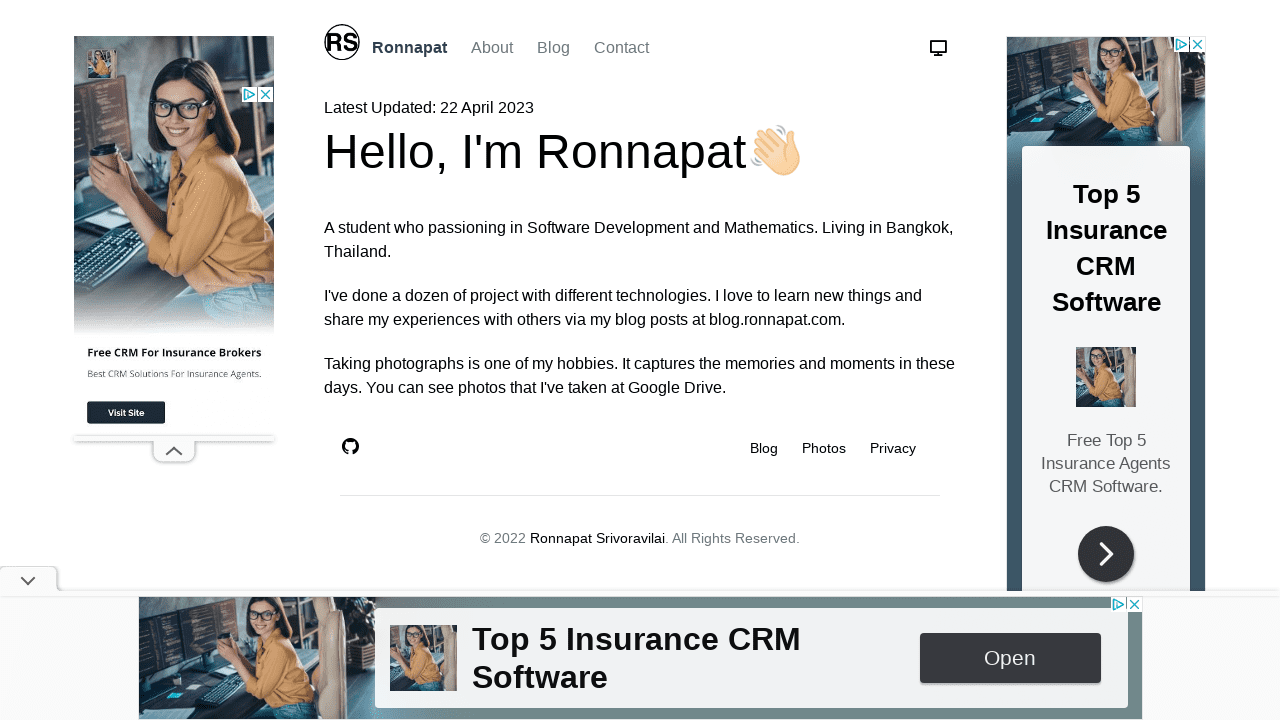 RS
Ronnapat
About
Blog
Contact
Latest Updated: 22 April 2023
Hello, I'm Ronnapat
A student who passioning in Software Development and Mathematics. Living in Bangkok,
Thailand.
I've done a dozen of project with different technologies. I love to learn new things and
share my experiences with others via my blog posts at blog.ronnapat.com.
Taking photographs is one of my hobbies. It captures the memories and moments in these
days. You can see photos that I've taken at Google Drive.
Blog
Photos
Privacy
© 2022 Ronnapat Srivoravilai. All Rights Reserved.
Free CRM For Insurance Brokers
Best CRM Solutions For Insurance Agents.
Visit Site
Top 5
Insurance
CRM
Software
Free Top 5
Insurance Agents
CRM Software.
Top 5 Insurance CRM
Software
Open